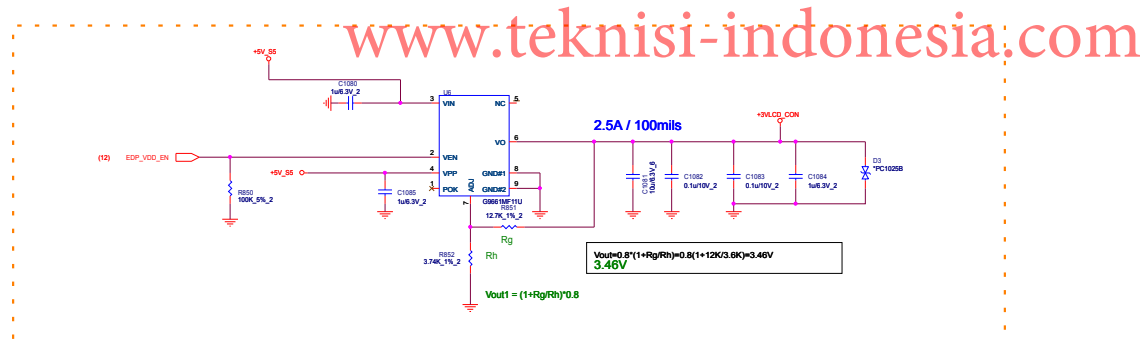 www.teknisi-indonesia.com
+5V_S5
C1080
1u/6.3V_2
U6
3
VIN
NC
5
+3VLCD_CON
2.5A / 100mils
VO
6
(12)
EDP_VDD_EN
2
VEN
+5V_S5
4
VPP
GND#1
8
1
POK
ADJ
GND#2
9
7
G9661MF11U
R850
100K_5%_2
C1085
1u/6.3V_2
C1081
10u/6.3V_6
C1082
0.1u/10V_2
C1083
0.1u/10V_2
C1084
1u/6.3V_2
D3
*PC1025B
R851
12.7K_1%_2
Rg
R852
3.74K_1%_2
Rh
Vout=0.8*(1+Rg/Rh)=0.8(1+12K/3.6K)=3.46V
3.46V
Vout1 = (1+Rg/Rh)*0.8